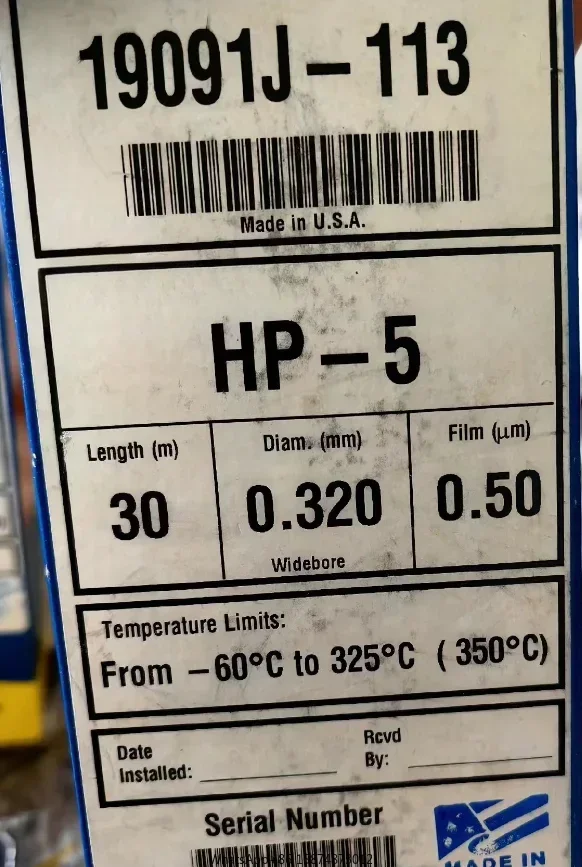 19091J – 113
Made in U.S.A.
HP – 5
Length (m) Diam. (mm) Film (µm)
30 0.320 0.50
Widebore
Temperature Limits:
From –60°C to 325°C ( 350°C)
Date Installed: Rcvd By:
Serial Number
MADE IN